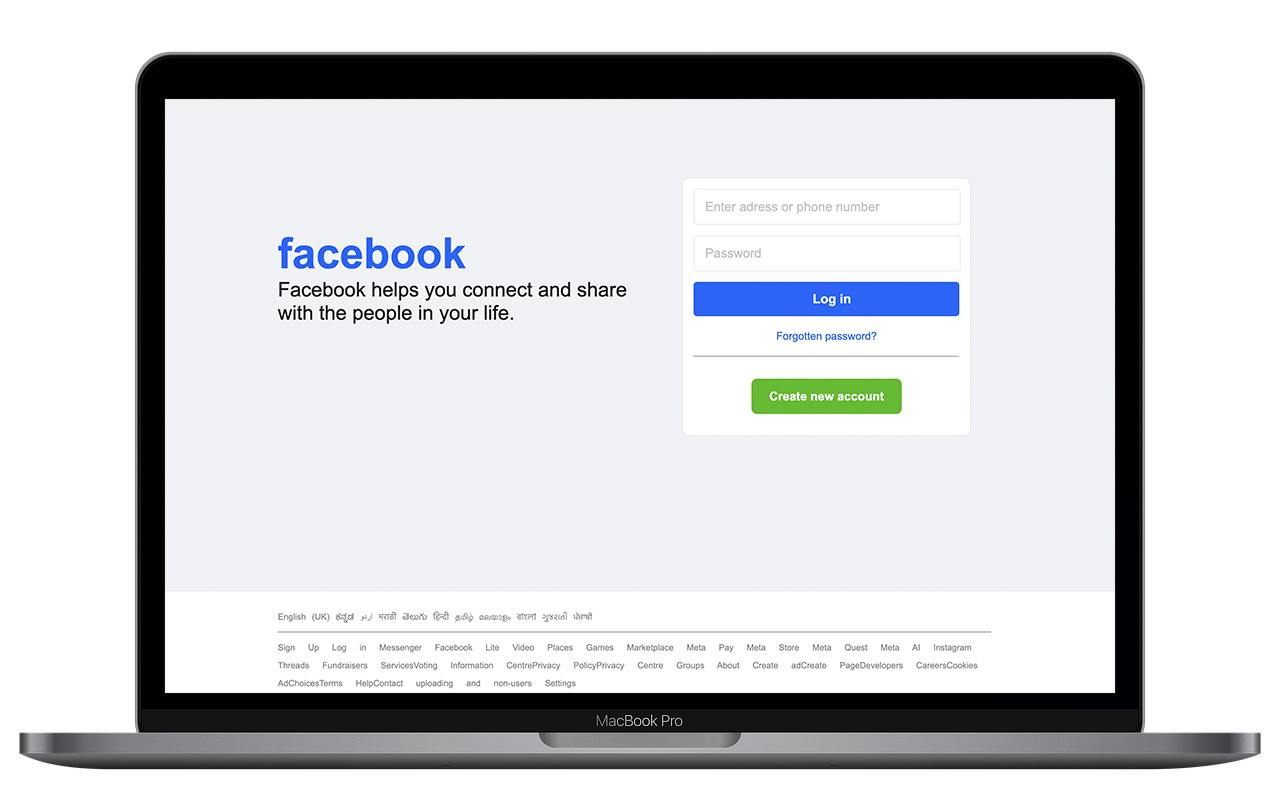 facebook
Facebook helps you connect and share
with the people in your life.
Enter adress or phone number
Password
Log in
Forgotten password?
Create new account
English (UK) ಕನ್ನಡ اردو मराठी తెలుగు हिन्दी தமிழ் മലയാളം বাংলা ગુજરાતી ਪੰਜਾਬੀ
Sign Up Log in Messenger Facebook Lite Video Places Games Marketplace Meta Pay Meta Store Meta Quest Meta AI Instagram
Threads Fundraisers ServicesVoting Information CentrePrivacy PolicyPrivacy Centre Groups About Create adCreate PageDevelopers CareersCookies
AdChoicesTerms HelpContact uploading and non-users Settings
MacBook Pro